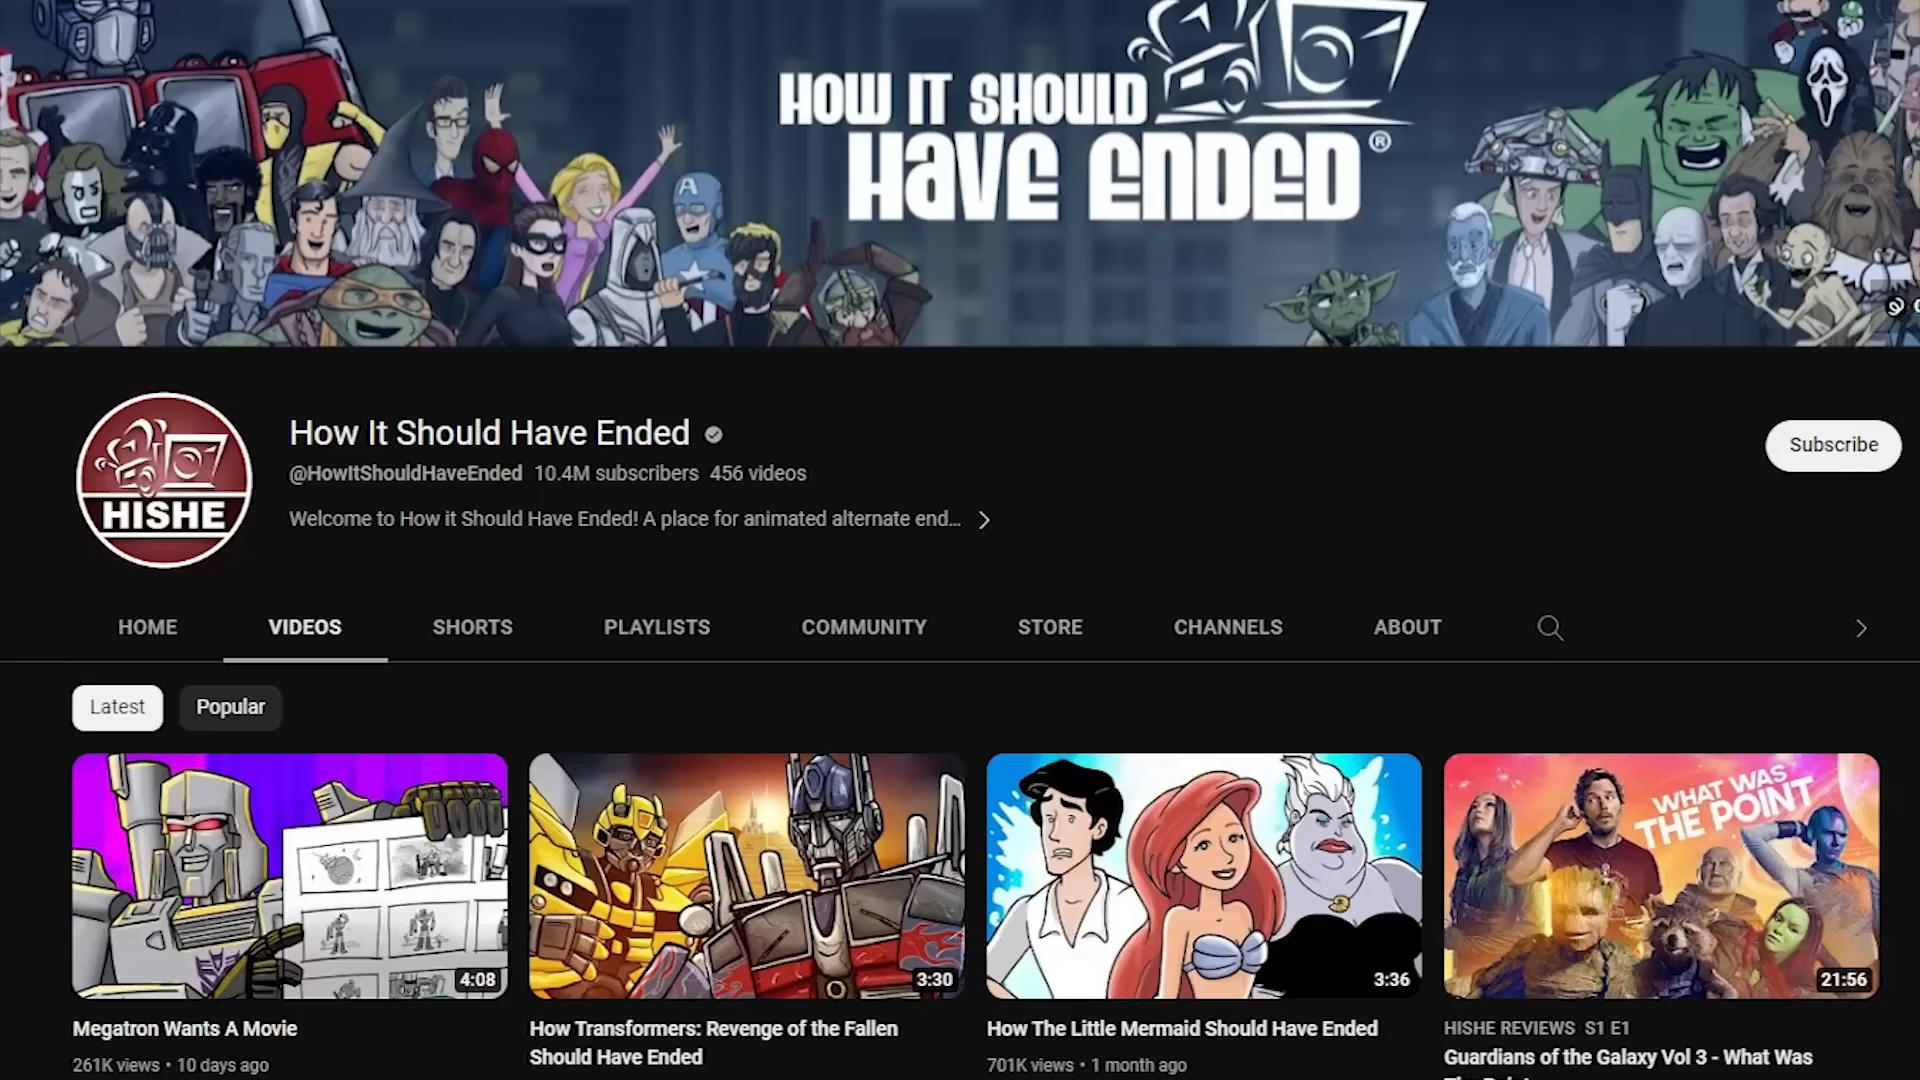 HOW IT SHOULD
HAVE ENDED®
A
HISHE
How It Should Have Ended
@HowItShouldHaveEnded 10.4M subscribers 456 videos
Welcome to How it Should Have Ended! A place for animated alternate end...
Subscribe
HOME VIDEOS SHORTS PLAYLISTS COMMUNITY STORE CHANNELS ABOUT
Latest Popular
WHAT WAS
THE POINT
4:08 3:30 3:36 21:56
Megatron Wants A Movie
261K views • 10 days ago
How Transformers: Revenge of the Fallen
Should Have Ended
How The Little Mermaid Should Have Ended
701K views • 1 month ago
HISHE REVIEWS S1 E1
Guardians of the Galaxy Vol 3 - What Was